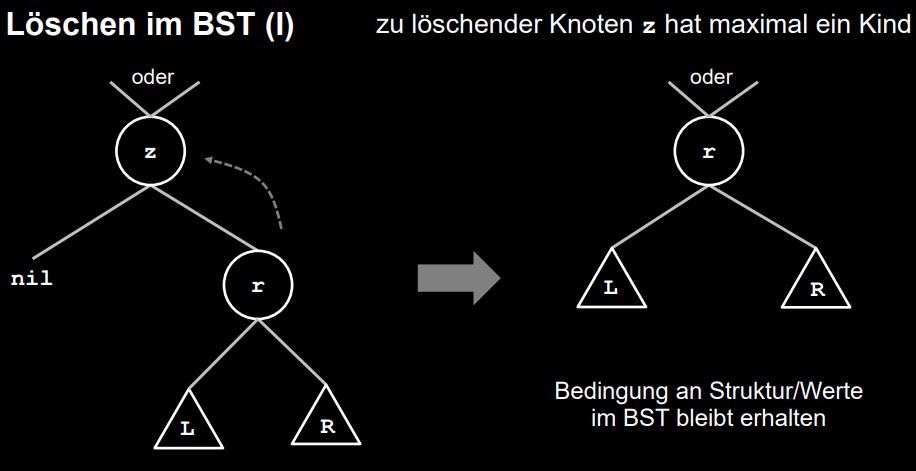 Löschen im BST (I)
zu löschender Knoten z hat maximal ein Kind
oder
z
nil
r
L
R
oder
r
L
R
Bedingung an Struktur/Werte
im BST bleibt erhalten